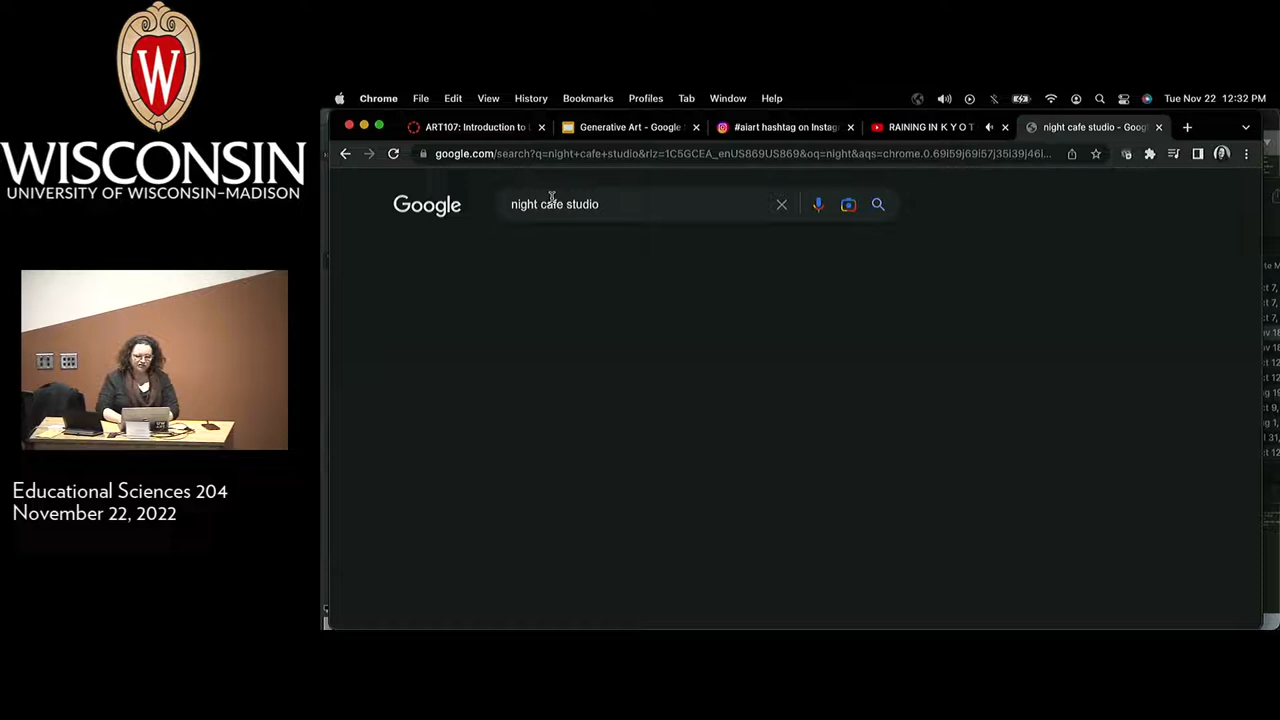 W
WISCONSIN
UNIVERSITY OF WISCONSIN-MADISON
Educational Sciences 204
November 22, 2022
Chrome File Edit View History Bookmarks Profiles Tab Window Help Tue Nov 22 12:32 PM
ART107: Introduction to Generative Art - Google #aiart hashtag on Instag RAINING IN K Y O T night cafe studio - Goog
google.com/search?q=night+cafe+studio&rlz=1C5GCEA_enUS869US869&oq=night&aqs=chrome.0.69i59j69i57j35i39j46l...
Google night cafe studio